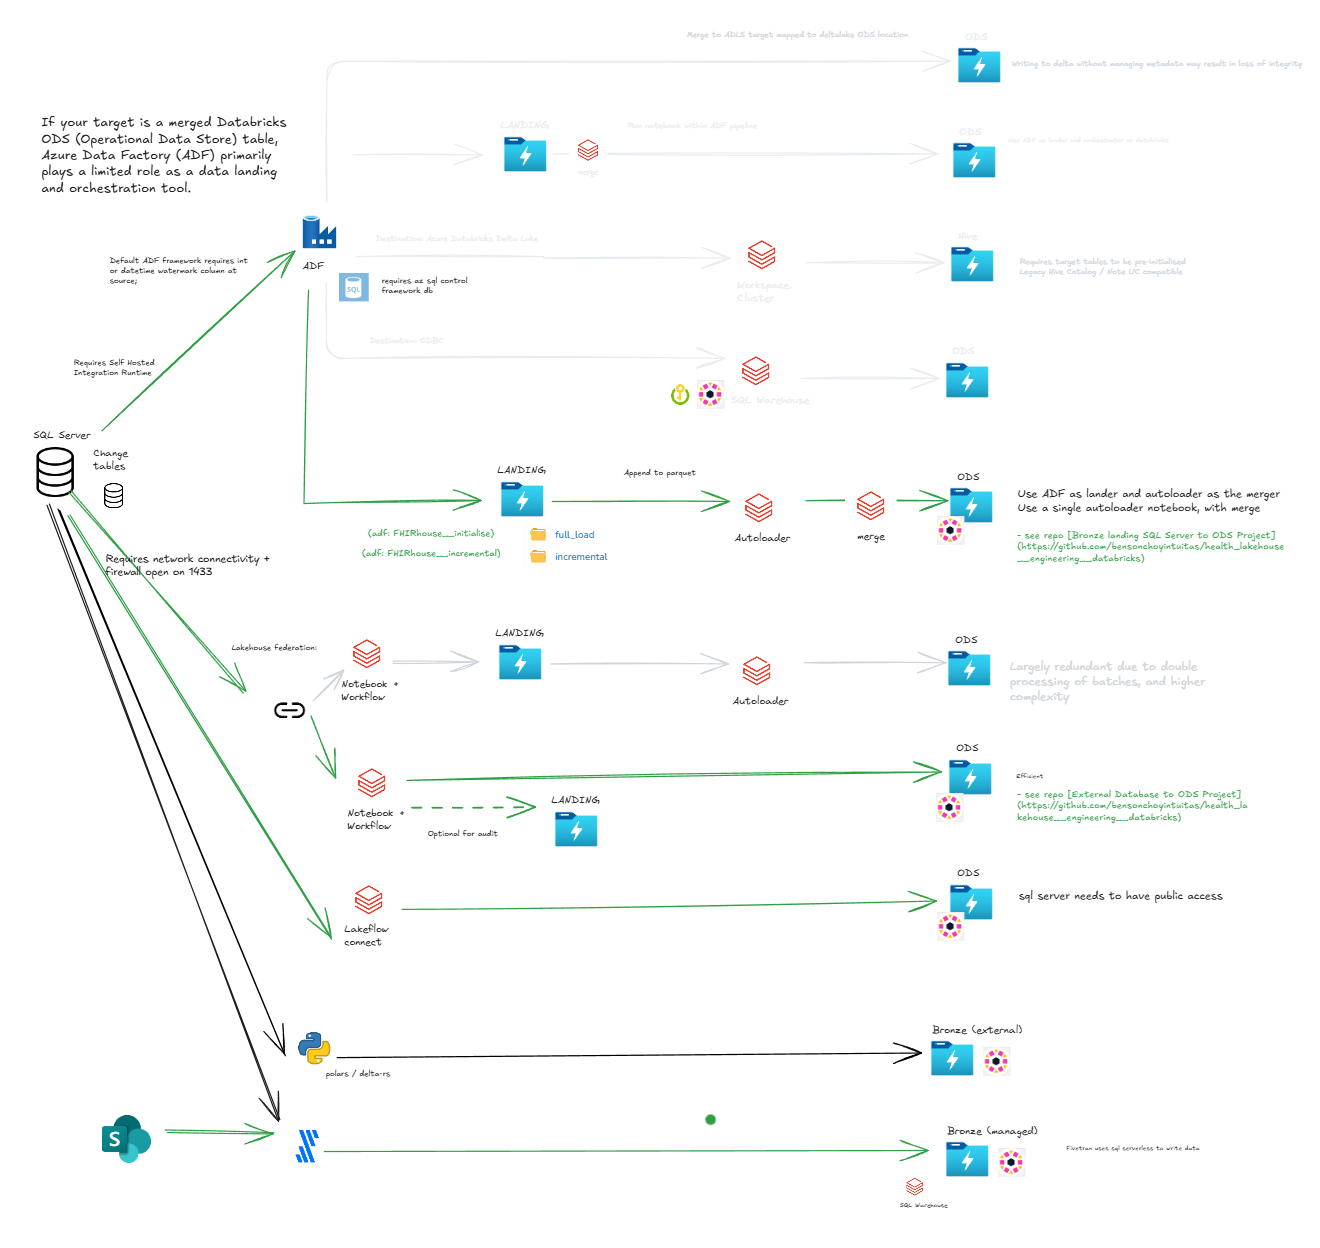 Merge to ADLS target mapped to deltalake ODS location
ODS
Writing to delta without managing metadata may result in loss of integrity
If your target is a merged Databricks
ODS (Operational Data Store) table,
Azure Data Factory (ADF) primarily
plays a limited role as a data landing
and orchestration tool.
LANDING
Run notebook within ADF pipeline
merge
ODS
Use ADF as lander and orchestrator or databricks
Default ADF framework requires int
or datetime watermark column at
source;
ADF
SQL
requires az sql control
framework db
Destination: Azure Databricks Delta Lake
Workspace
Cluster
Hive
Requires target tables to be pre-initialised
Legacy Hive Catalog / Note UC compatible
Requires Self Hosted
Integration Runtime
Destination: ODBC
SQL Warehouse
ODS
SQL Server
Change
tables
LANDING
Append to parquet
Autoloader
merge
ODS
Use ADF as lander and autoloader as the merger
Use a single autoloader notebook, with merge
(adf: FHIRhouse__initialise)
(adf: FHIRhouse__incremental)
full_load
incremental
- see repo [Bronze landing SQL Server to ODS Project]
(https://github.com/bensonchoyintuitas/health_lakehouse
__engineering__databricks)
Requires network connectivity +
firewall open on 1433
Lakehouse federation:
Notebook +
Workflow
LANDING
Autoloader
ODS
Largely redundant due to double
processing of batches, and higher
complexity
Notebook +
Workflow
Optional for audit
LANDING
ODS
Efficient
- see repo [External Database to ODS Project]
(https://github.com/bensonchoyintuitas/health_la
kehouse__engineering__databricks)
Lakeflow
connect
ODS
sql server needs to have public access
polars / delta-rs
Bronze (external)
S
Bronze (managed)
Fivetran uses sql serverless to write data
SQL Warehouse